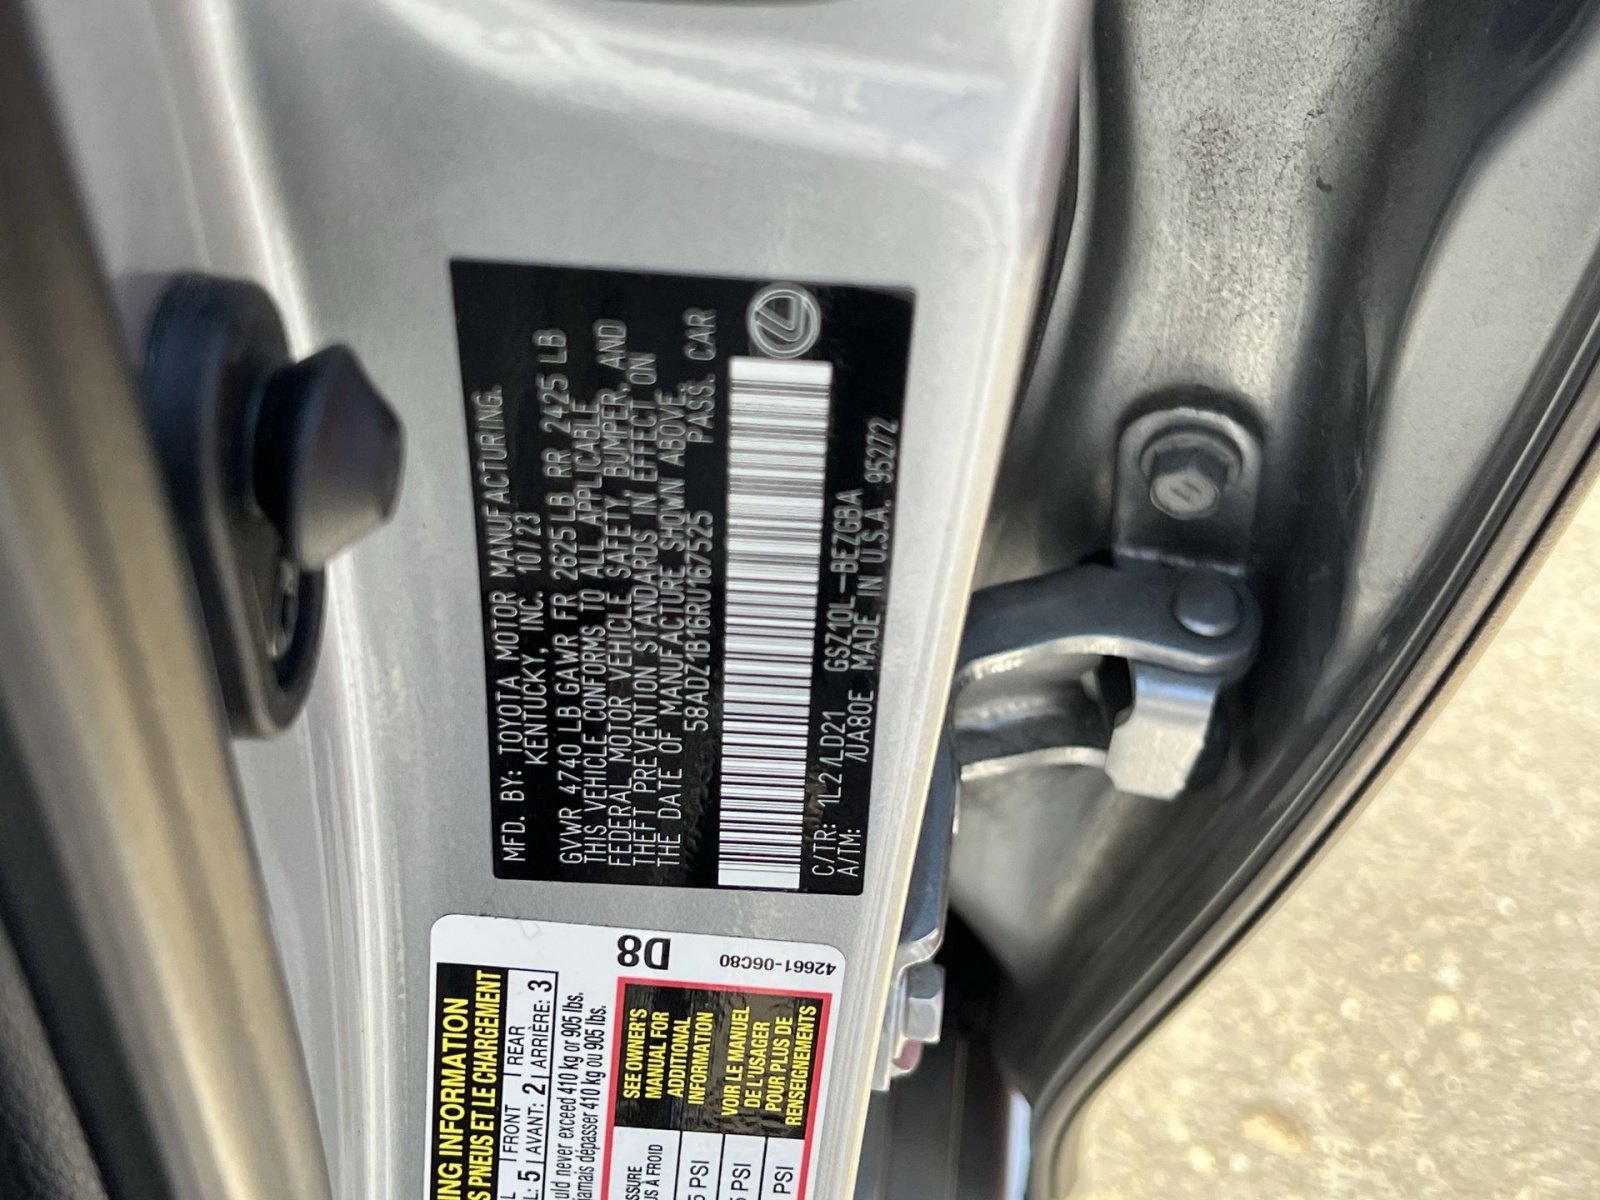 MFD. BY: TOYOTA MOTOR MANUFACTURING.
KENTUCKY, INC. 10/23
GVWR 4740 LB GAWR FR 2625 LB RR 2425 LB
THIS VEHICLE CONFORMS TO ALL APPLICABLE
FEDERAL MOTOR VEHICLE SAFETY, BUMPER, AND
THEFT PREVENTION STANDARDS IN EFFECT ON
THE DATE OF MANUFACTURE SHOWN ABOVE.
58ADZ1B16RU167525 PASS. CAR
C/TR: 1L21LD21 GSZ10L-BEZGBA
A/TM: /UA80E MADE IN U.S.A. 95272
D8
42661-06C80
INFORMATION
PNEUS ET LE CHARGEMENT
FRONT REAR
5 AVANT: 2 ARRIÈRE: 3
never exceed 410 kg or 905 lbs.
jamais dépasser 410 kg ou 905 lbs.
SEE OWNER'S
MANUAL FOR
ADDITIONAL
INFORMATION
VOIR LE MANUEL
DE L'USAGER
POUR PLUS DE
RENSEIGNEMENTS
À FROID
PSI
PSI
PSI